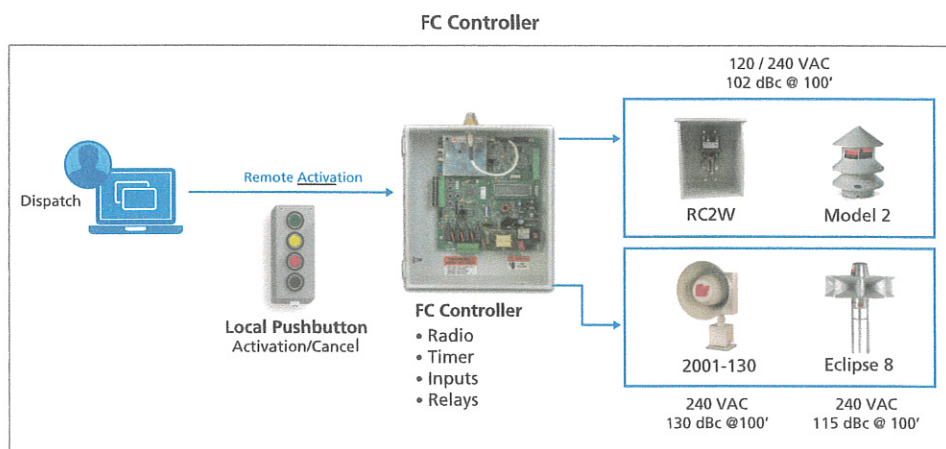 FC Controller
120 / 240 VAC
102 dBc @ 100'
Dispatch
Remote Activation
RC2W
Model 2
Local Pushbutton
Activation/Cancel
FC Controller
• Radio
• Timer
• Inputs
• Relays
2001-130
Eclipse 8
240 VAC
130 dBc @100'
240 VAC
115 dBc @ 100'